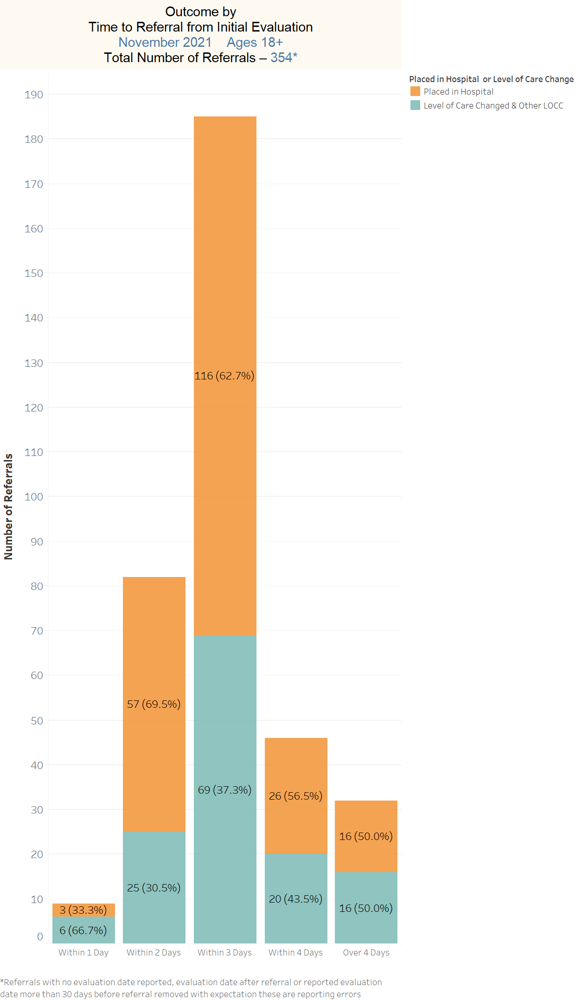 Outcome by
Time to Referral from Initial Evaluation
November 2021 Ages 18+
Total Number of Referrals – 354*
Placed in Hospital or Level of Care Change
Placed in Hospital
Level of Care Changed & Other LOCC
Number of Referrals
190
180
170
160
150
140
130
120
110
100
90
80
70
60
50
40
30
20
10
0
3 (33.3%)
6 (66.7%)
57 (69.5%)
25 (30.5%)
116 (62.7%)
69 (37.3%)
26 (56.5%)
20 (43.5%)
16 (50.0%)
16 (50.0%)
Within 1 Day
Within 2 Days
Within 3 Days
Within 4 Days
Over 4 Days
*Referrals with no evaluation date reported, evaluation date after referral or reported evaluation
date more than 30 days before referral removed with expectation these are reporting errors